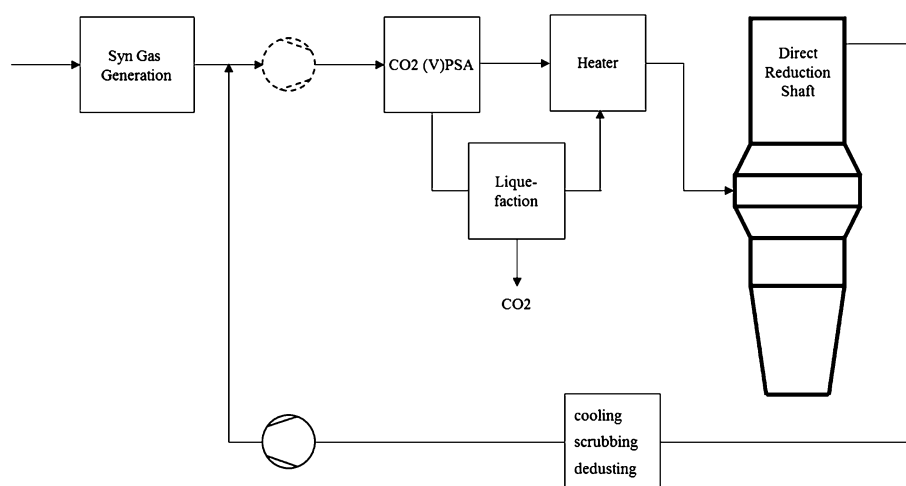 Syn Gas
Generation
CO2 (V)PSA
Heater
Direct
Reduction
Shaft
Lique-
faction
CO2
cooling
scrubbing
dedusting